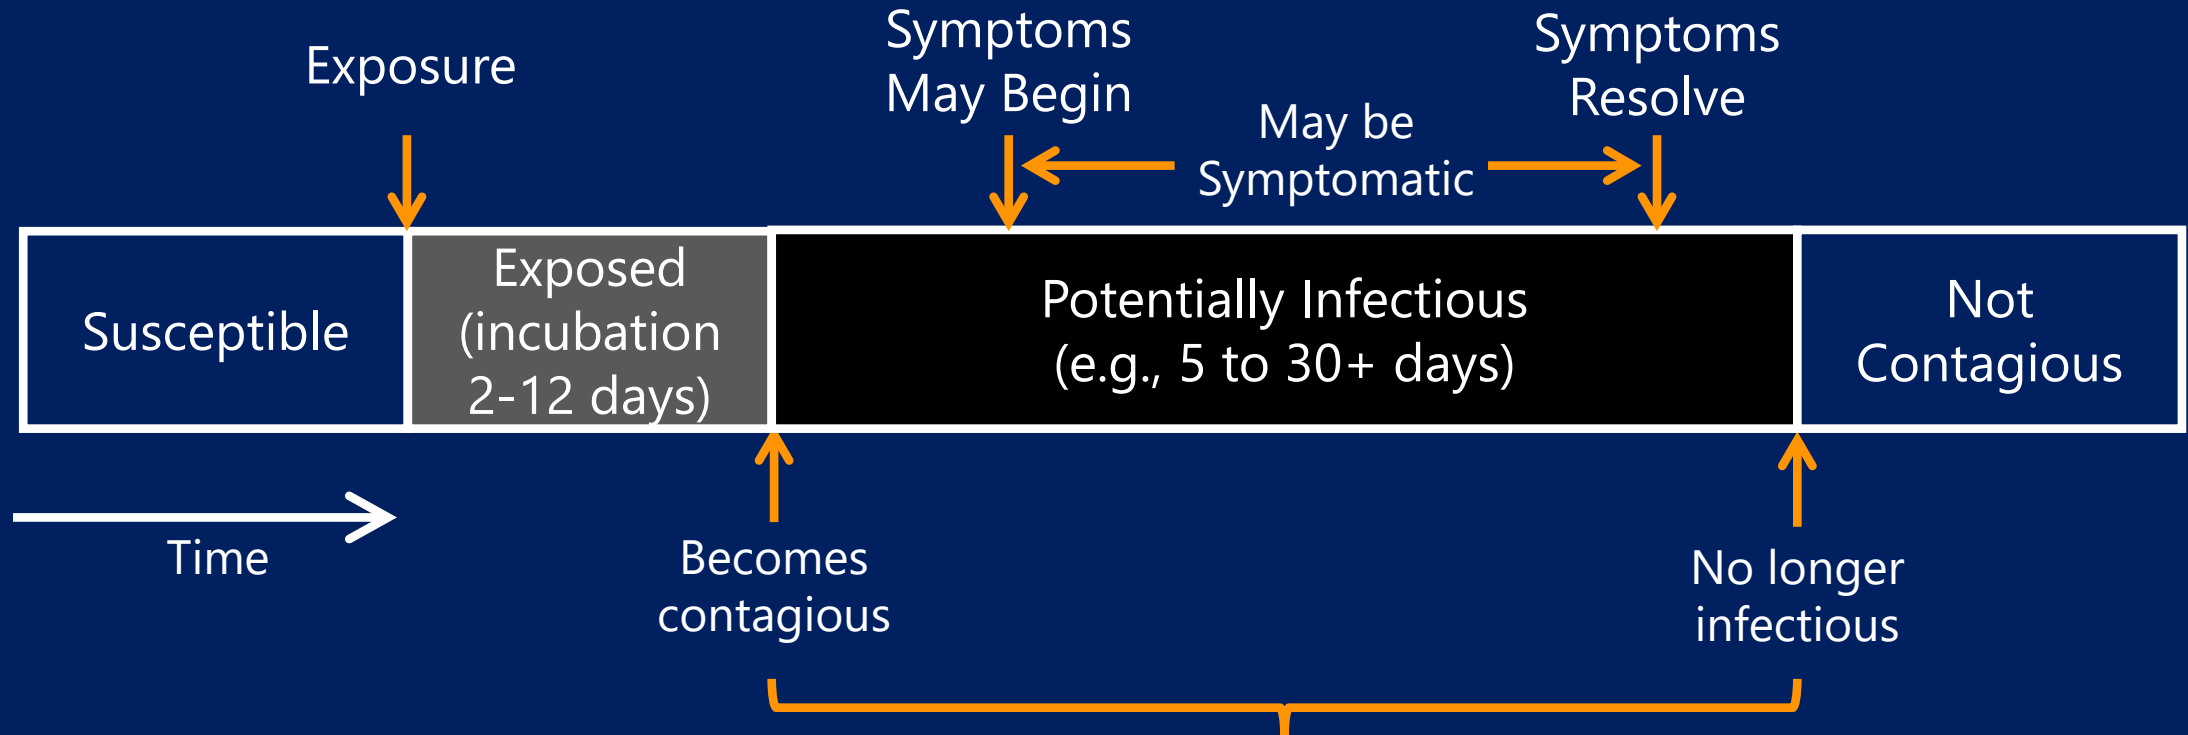 Exposure
Symptoms
May Begin
May be
Symptomatic
Symptoms
Resolve
Susceptible
Exposed
(incubation
2-12 days)
Potentially Infectious
(e.g., 5 to 30+ days)
Not
Contagious
Time
Becomes
contagious
No longer
infectious